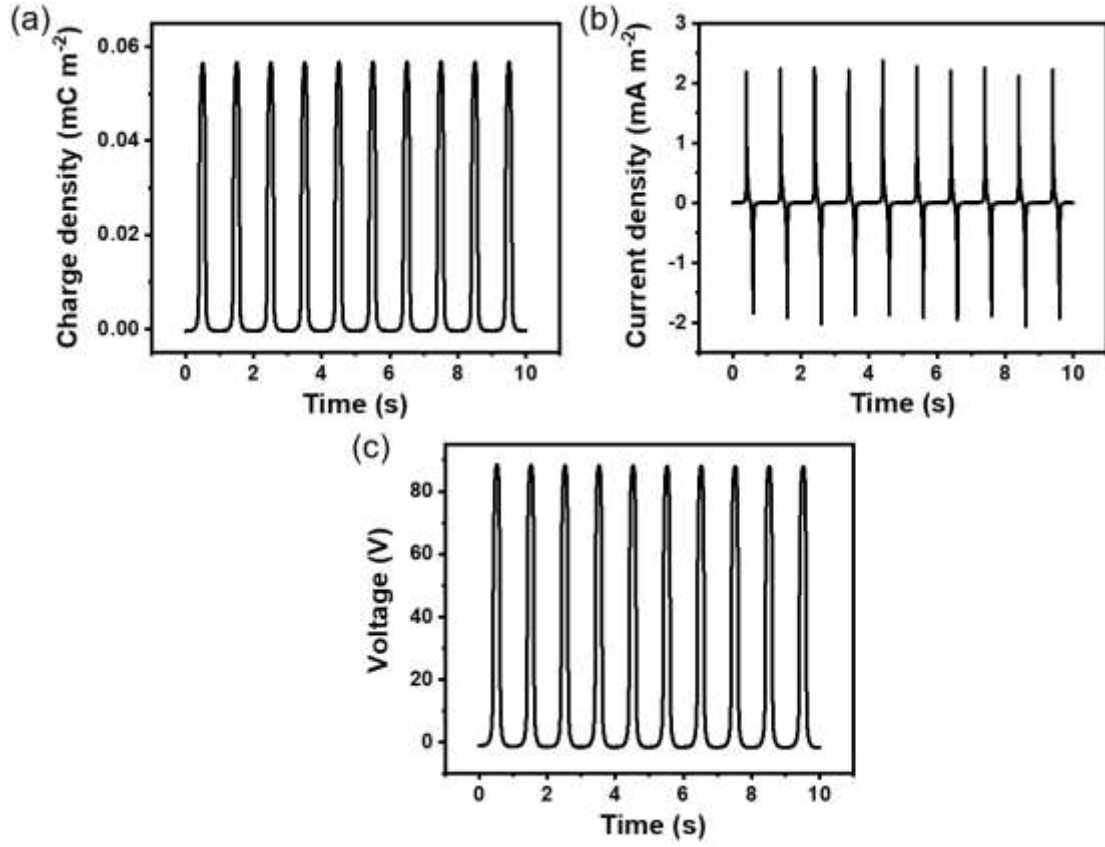 (a)
Charge density (mC m⁻²)
0.06
0.04
0.02
0.00
0 2 4 6 8 10
Time (s)
(b)
Current density (mA m⁻²)
3
2
1
0
-1
-2
0 2 4 6 8 10
Time (s)
(c)
Voltage (V)
80
60
40
20
0
0 2 4 6 8 10
Time (s)